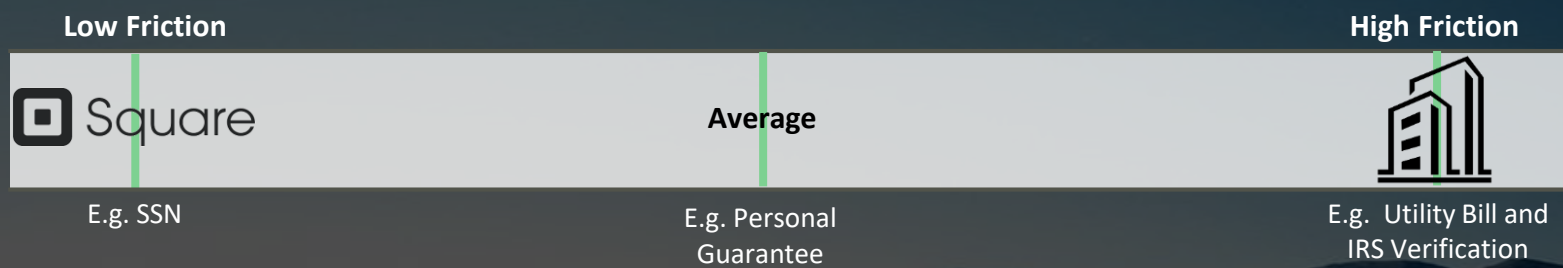 Low Friction
High Friction
Square
Average
E.g. SSN
E.g. Personal
Guarantee
E.g. Utility Bill and
IRS Verification